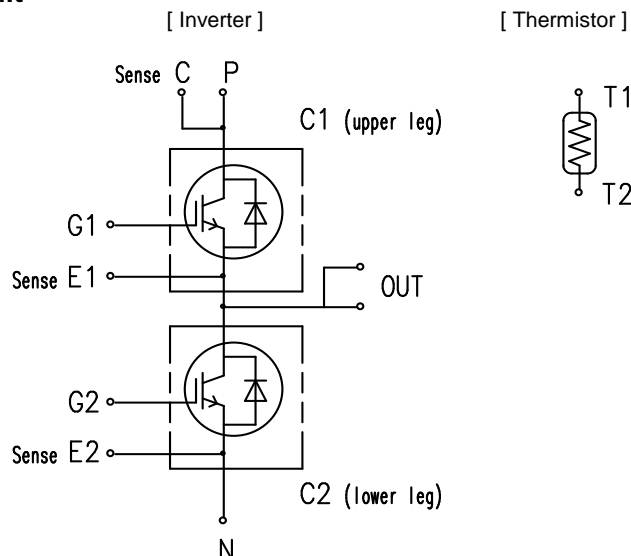 [ Inverter ]
[ Thermistor ]
Sense C P
C1 (upper leg)
T1
T2
G1
Sense E1
OUT
G2
Sense E2
C2 (lower leg)
N